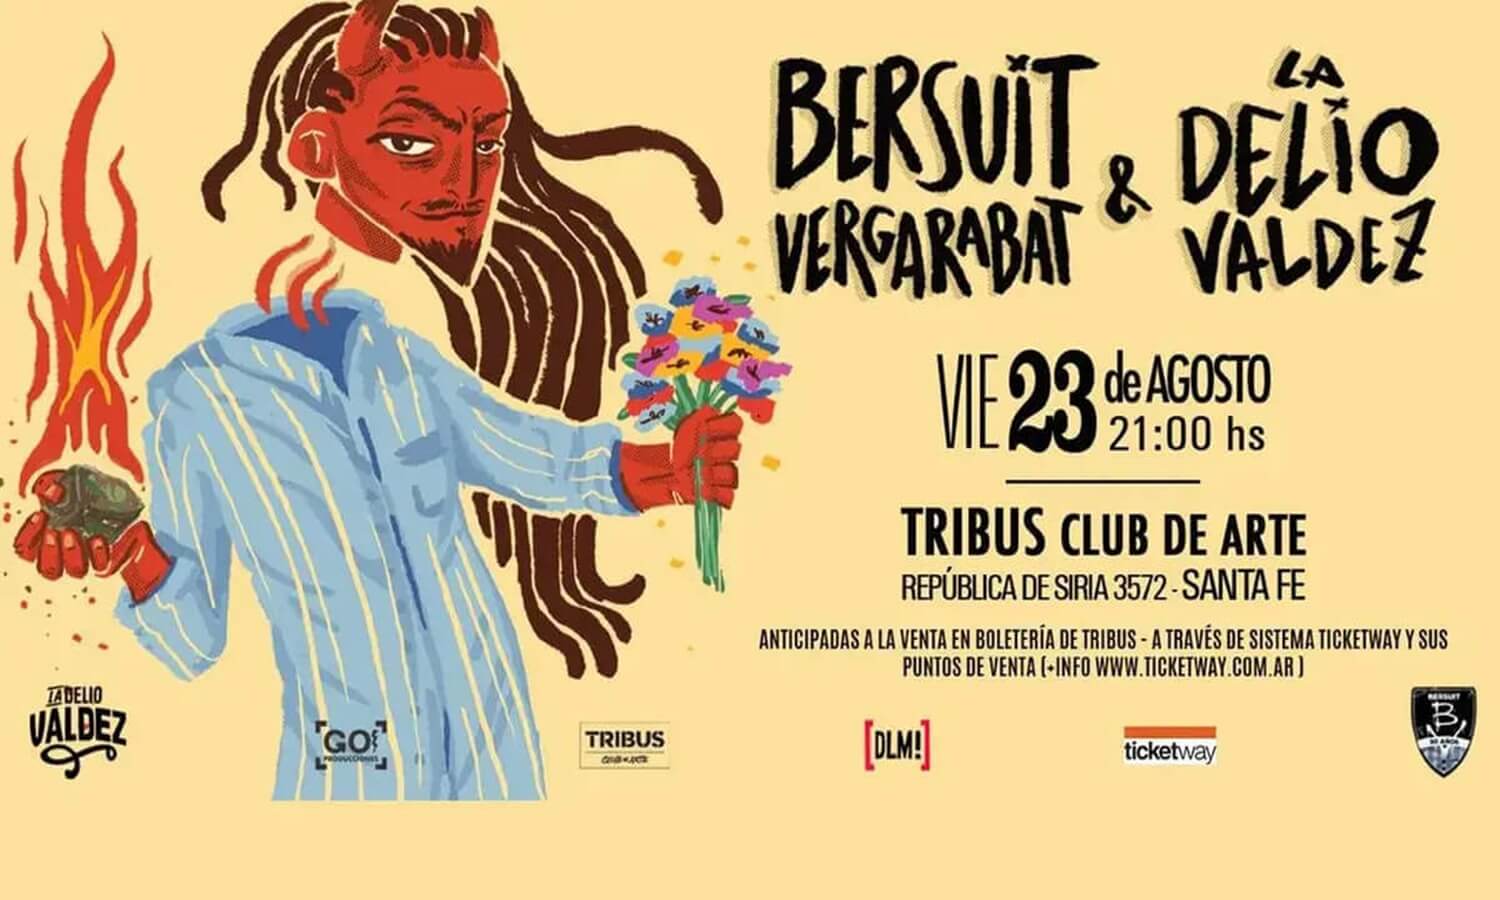 BERSUIT
VERGARABAT
&
LA
DELIO
VALDEZ
VIE 23 de AGOSTO
21:00 hs
TRIBUS CLUB DE ARTE
REPÚBLICA DE SIRIA 3572 - SANTA FE
ANTICIPADAS A LA VENTA EN BOLETERÍA DE TRIBUS - A TRAVÉS DE SISTEMA TICKETWAY Y SUS
PUNTOS DE VENTA (+INFO WWW.TICKETWAY.COM.AR )
LA DELIO
VALDEZ
GO!
PRODUCCIONES
TRIBUS
CLUB DE ARTE
[DLM!]
ticketway
BERSUIT
B